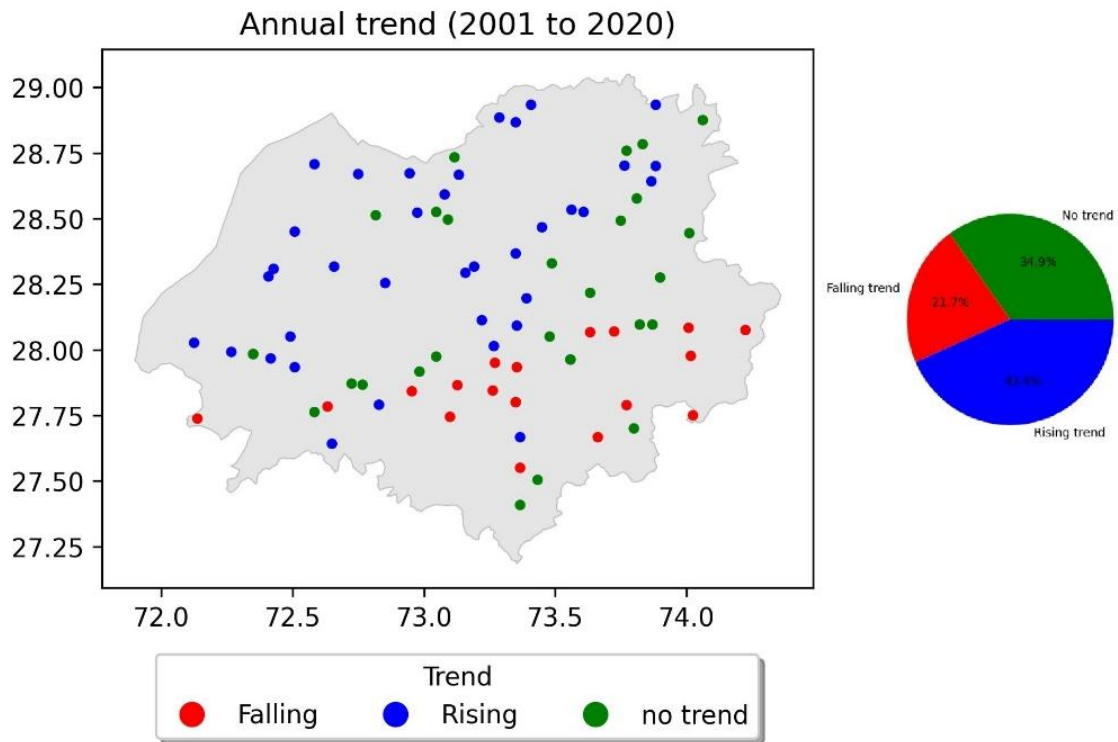 Annual trend (2001 to 2020)
29.00
28.75
28.50
28.25
28.00
27.75
27.50
27.25
72.0 72.5 73.0 73.5 74.0
No trend
34.9%
Falling trend
21.7%
43.4%
Rising trend
Trend
Falling Rising no trend